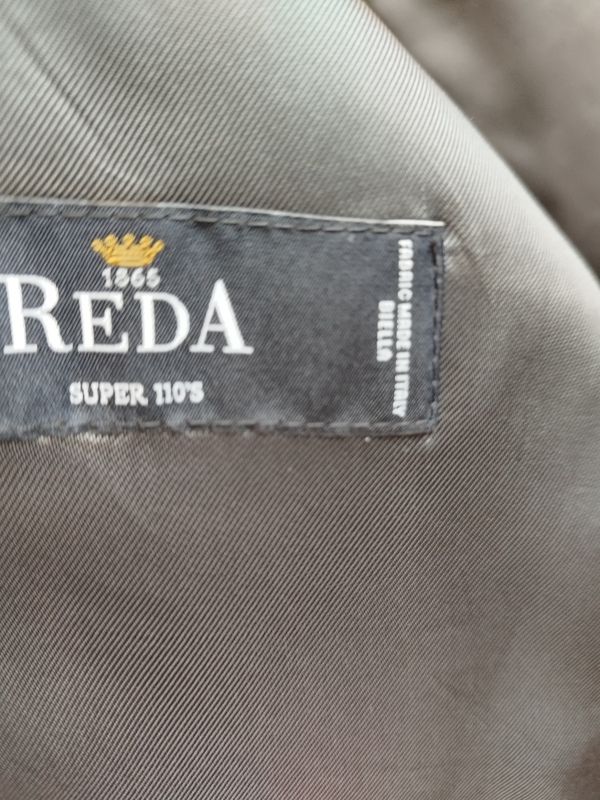 1865
REDA
SUPER 110'S
FABRIC MADE IN ITALY
BIELLA